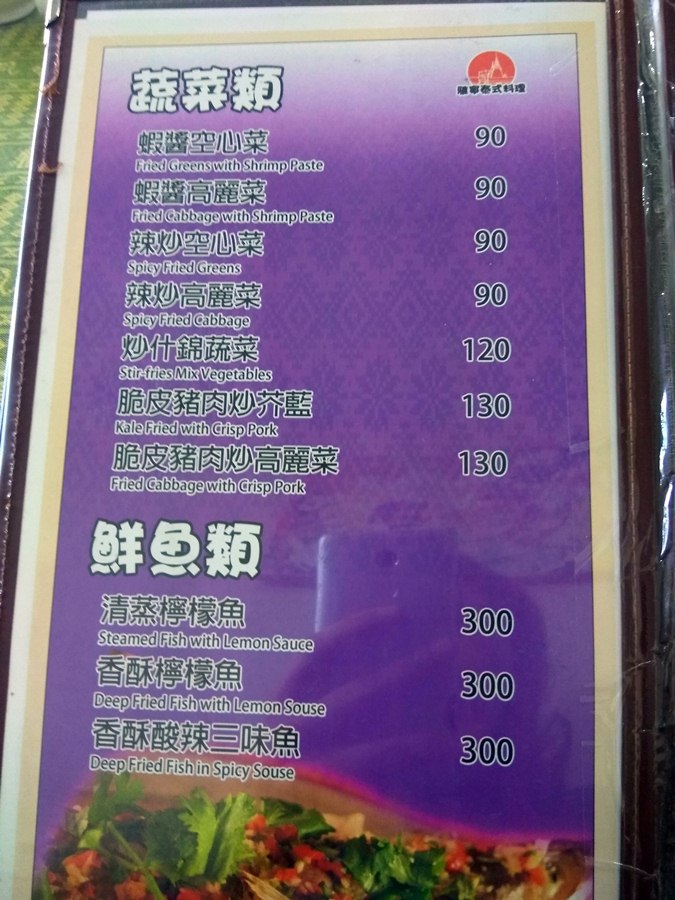 蔬菜類
雅寧泰式料理
蝦醬空心菜 90
Fried Greens with Shrimp Paste
蝦醬高麗菜 90
Fried Cabbage with Shrimp Paste
辣炒空心菜 90
Spicy Fried Greens
辣炒高麗菜 90
Spicy Fried Cabbage
炒什錦蔬菜 120
Stir-fries Mix Vegetables
脆皮豬肉炒芥藍 130
Kale Fried with Crisp Pork
脆皮豬肉炒高麗菜 130
Fried Cabbage with Crisp Pork
鮮魚類
清蒸檸檬魚 300
Steamed Fish with Lemon Sauce
香酥檸檬魚 300
Deep Fried Fish with Lemon Souse
香酥酸辣三味魚 300
Deep Fried Fish in Spicy Souse